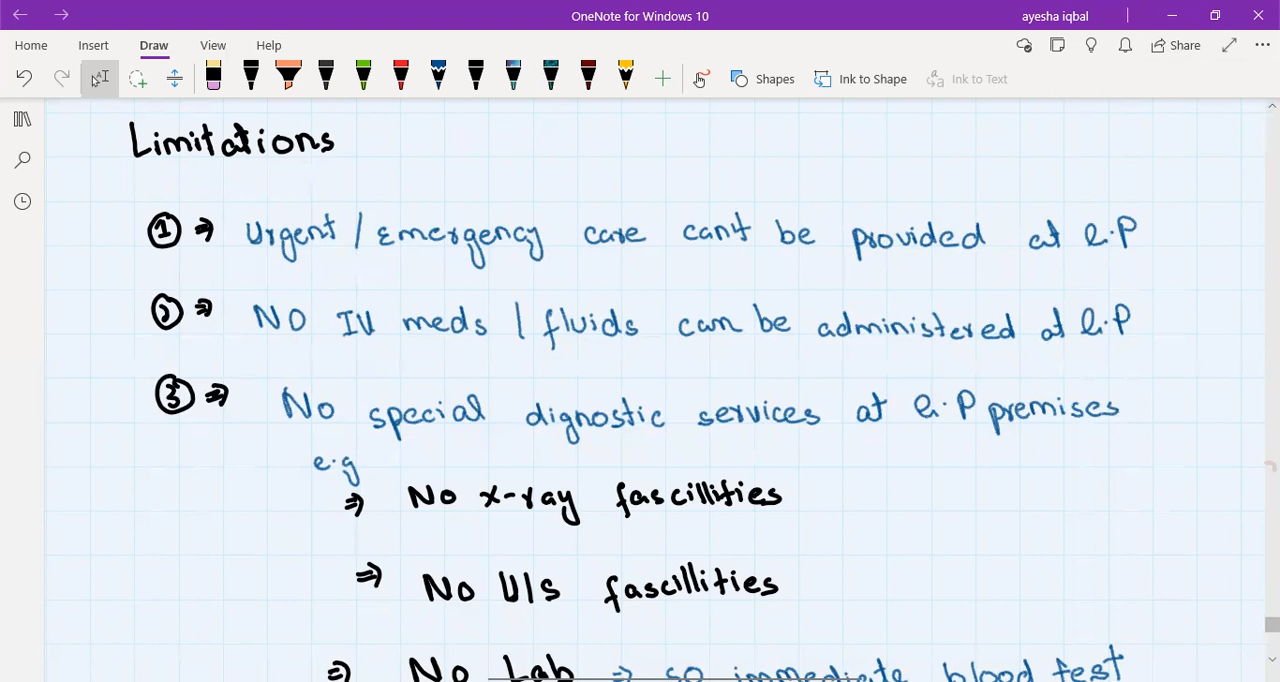 OneNote for Windows 10
ayesha iqbal
Home Insert Draw View Help
Share
Shapes Ink to Shape Ink to Text
Limitations
1 ⇒ Urgent / Emergency care can't be provided at G.P
2 ⇒ NO IV meds / fluids can be administered at G.P
3 ⇒ No special dignostic services at G.P premises
e.g
⇒ No x-ray fascillities
⇒ No U/S fascillities
⇒ No Lab ⇒ so immediate blood test